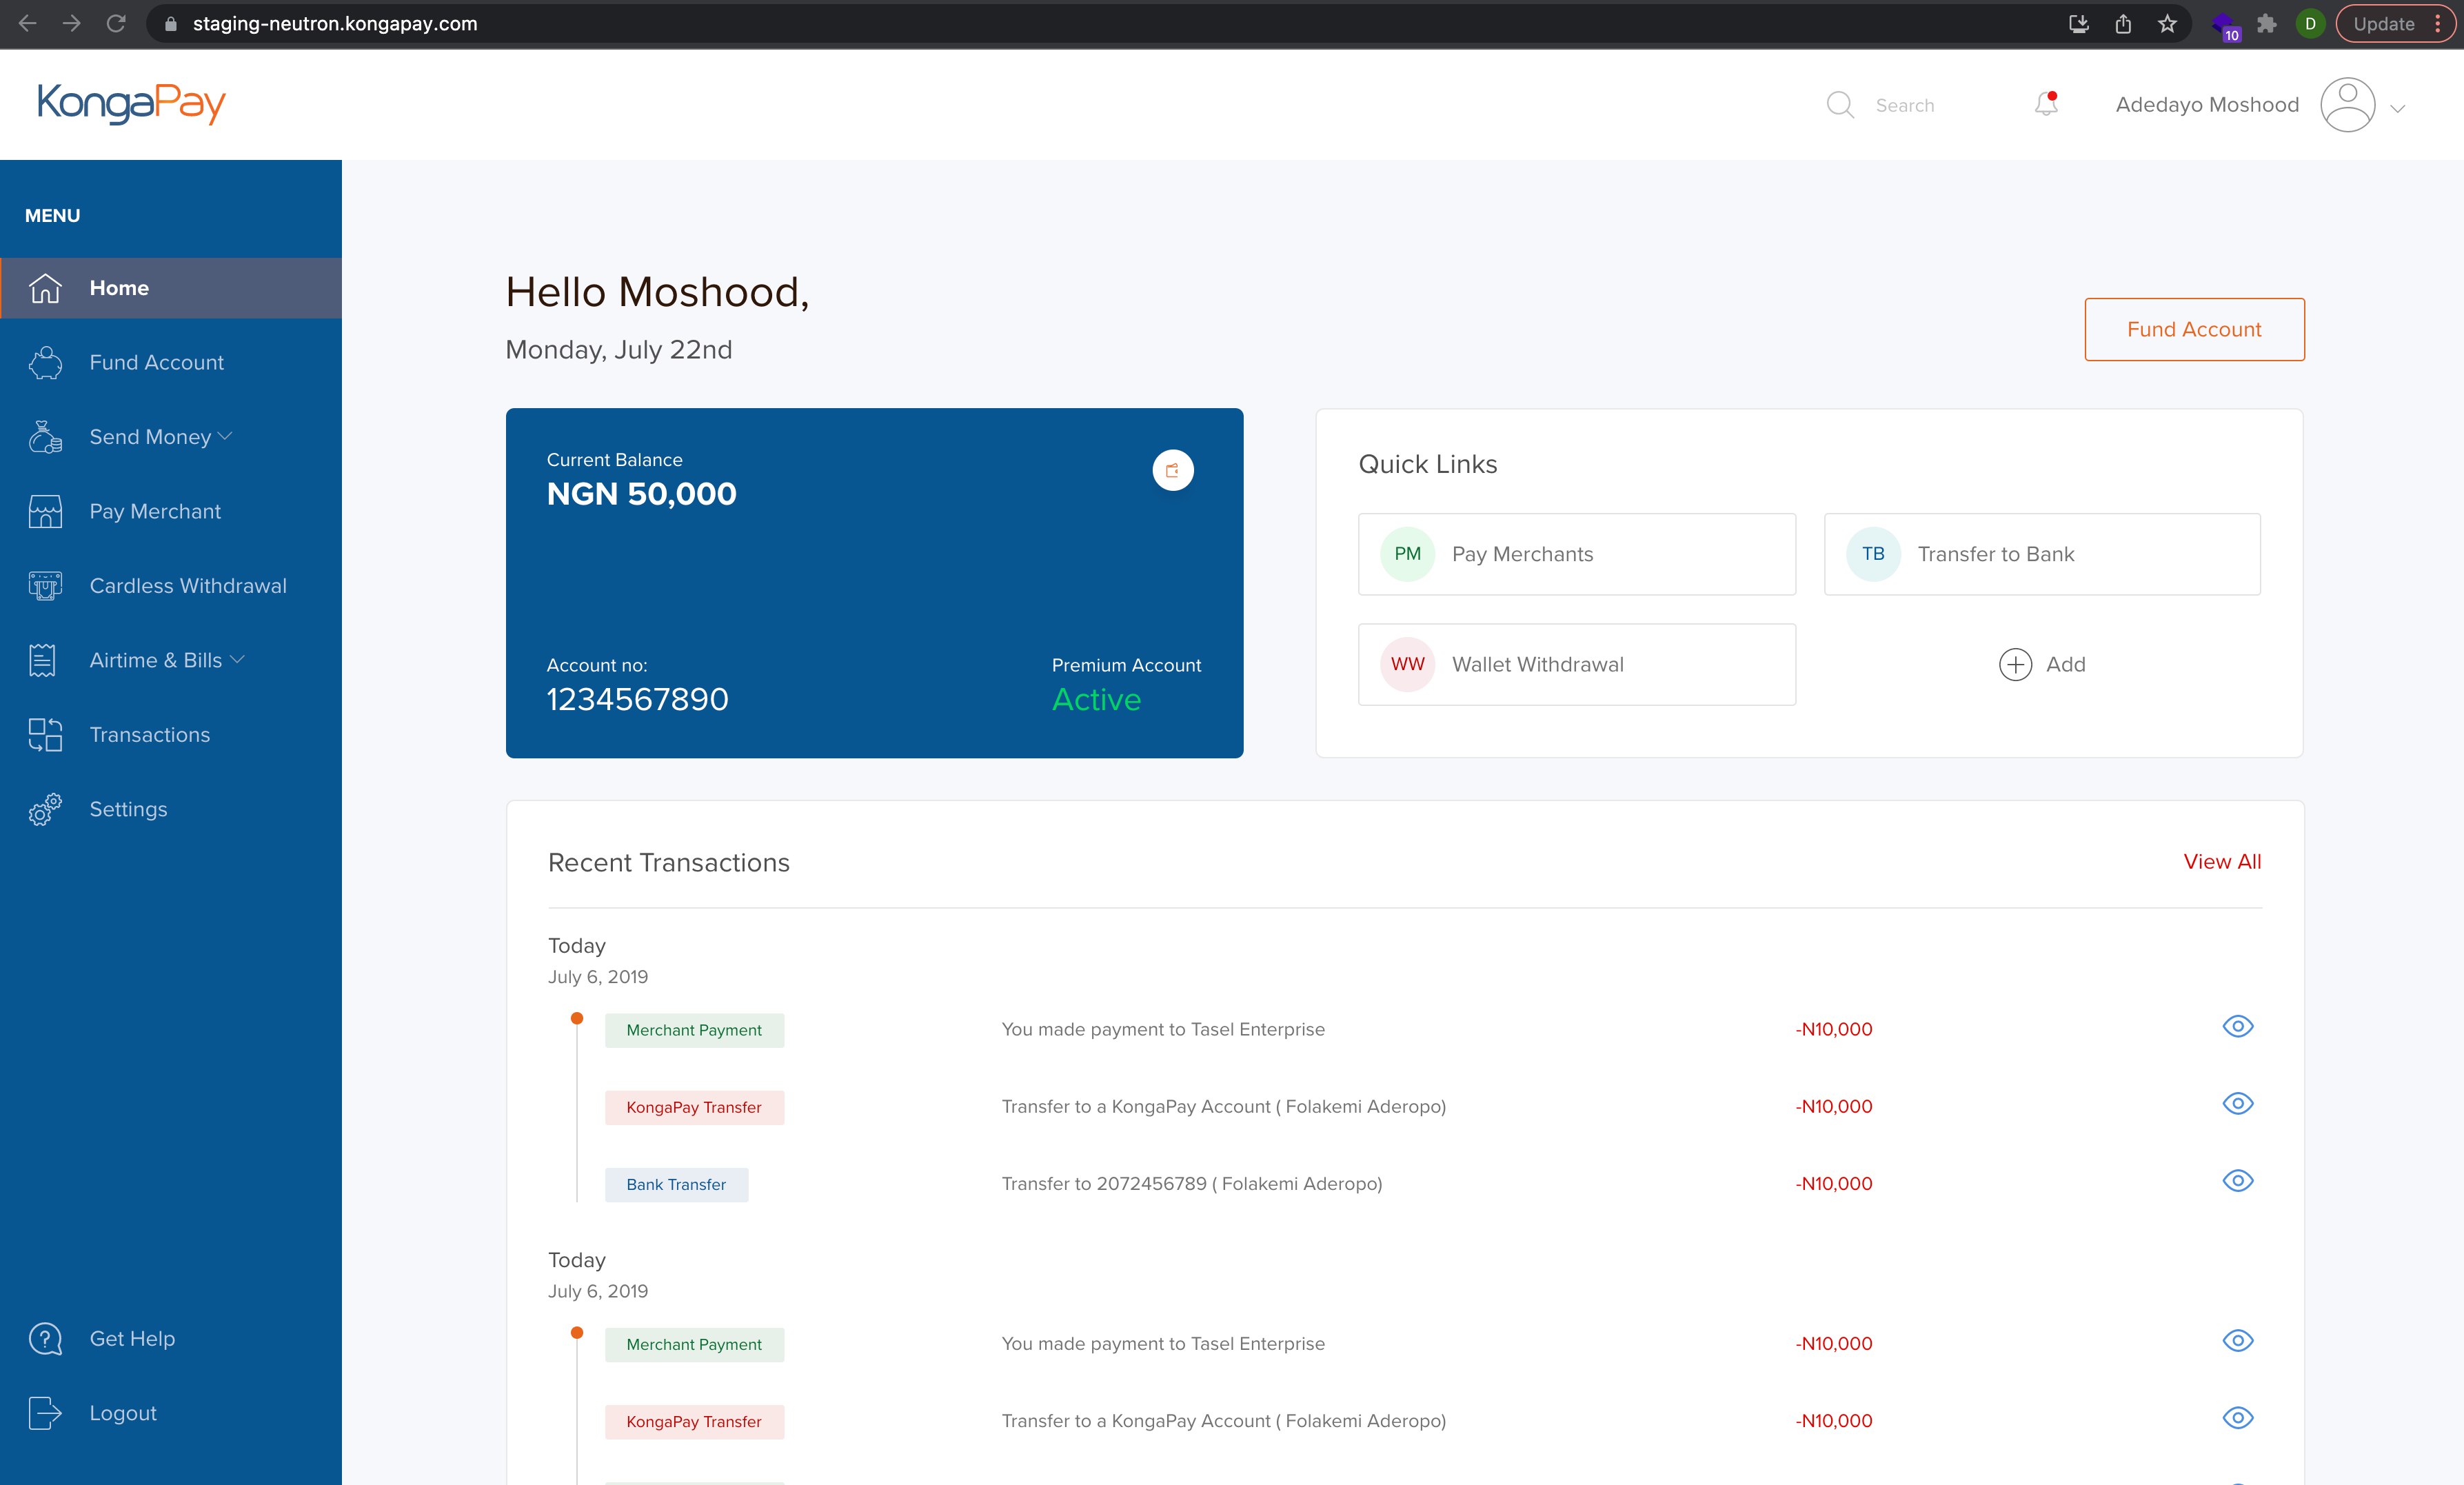 staging-neutron.kongapay.com
10
D
Update
KongaPay
Search
Adedayo Moshood
MENU
Home
Fund Account
Send Money
Pay Merchant
Cardless Withdrawal
Airtime & Bills
Transactions
Settings
Get Help
Logout
Hello Moshood,
Monday, July 22nd
Fund Account
Current Balance
NGN 50,000
Account no:
1234567890
Premium Account
Active
Quick Links
PM Pay Merchants
TB Transfer to Bank
WW Wallet Withdrawal
Add
Recent Transactions
View All
Today
July 6, 2019
Merchant Payment You made payment to Tasel Enterprise -N10,000
KongaPay Transfer Transfer to a KongaPay Account ( Folakemi Aderopo) -N10,000
Bank Transfer Transfer to 2072456789 ( Folakemi Aderopo) -N10,000
Today
July 6, 2019
Merchant Payment You made payment to Tasel Enterprise -N10,000
KongaPay Transfer Transfer to a KongaPay Account ( Folakemi Aderopo) -N10,000